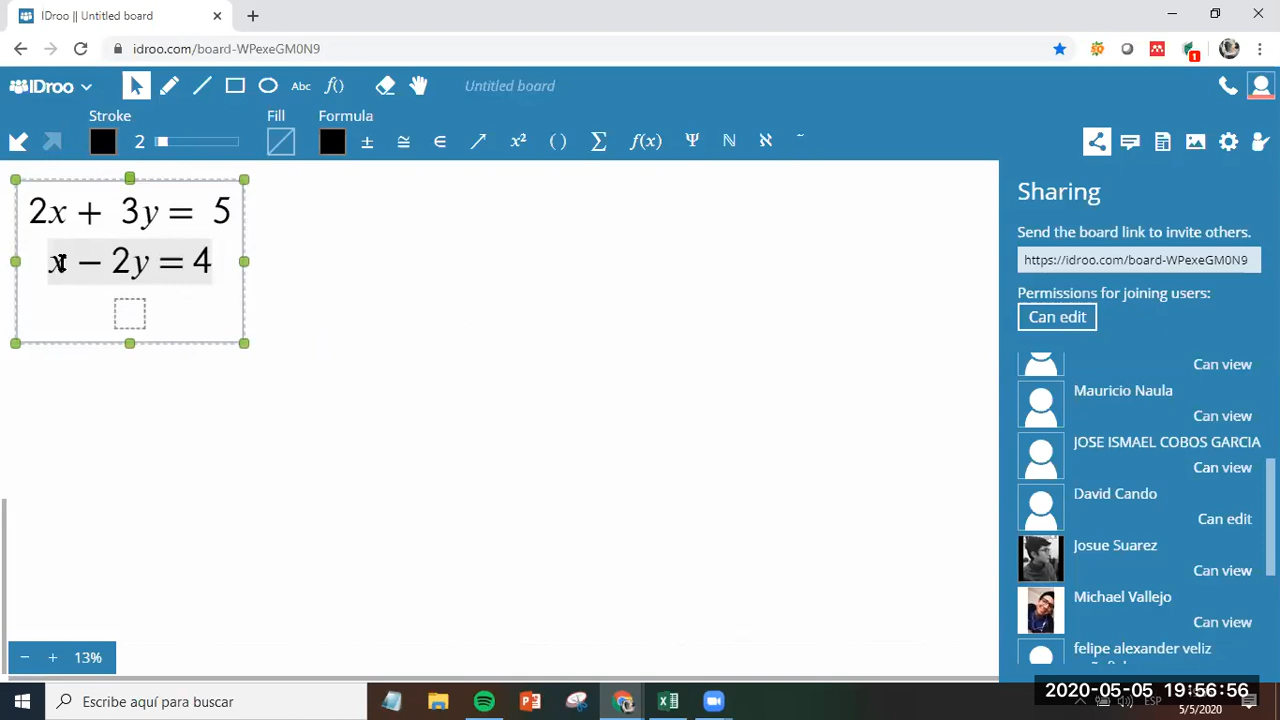 IDroo || Untitled board
idroo.com/board-WPexeGM0N9
1
IDroo
Abc
f()
Untitled board
Stroke
Fill
Formula
2
± ≅ ∈ ↗ x² ( ) ∑ f(x) Ψ ℕ ℵ ~
2x + 3y = 5
x − 2y = 4
Sharing
Send the board link to invite others.
https://idroo.com/board-WPexeGM0N9
Permissions for joining users:
Can edit
Can view
Mauricio Naula
Can view
JOSE ISMAEL COBOS GARCIA
Can view
David Cando
Can edit
Josue Suarez
Can view
Michael Vallejo
Can view
felipe alexander veliz
− + 13%
Escribe aquí para buscar
2020-05-05 19:56:56
ESP
5/5/2020